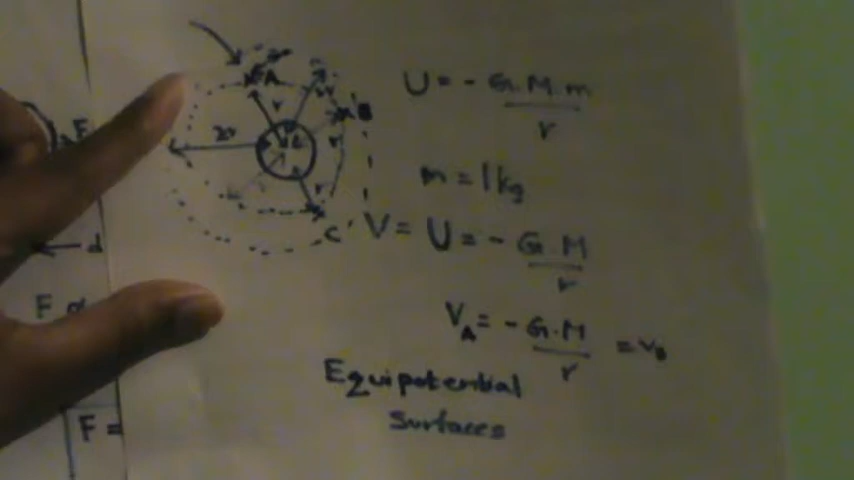 U = - G.M.m / r
m = 1kg
V = U = - G.M / r
V_A = - G.M / r = V_B
Equipotential
Surfaces
A
B
C
r
r
r
2r
F
d
F α
F =